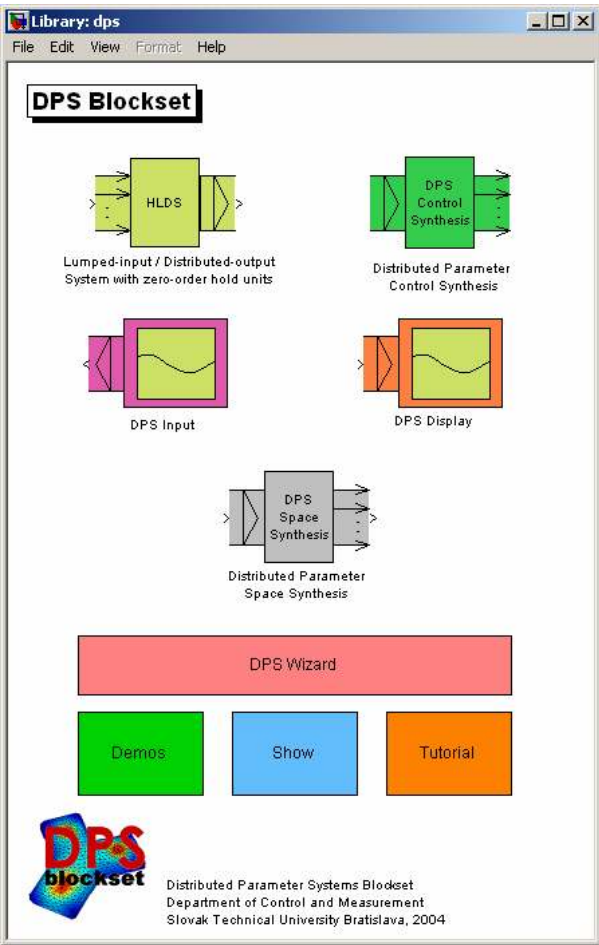 Library: dps
File Edit View Format Help
DPS Blockset
HLDS
DPS
Control
Synthesis
Lumped-input / Distributed-output
System with zero-order hold units
Distributed Parameter
Control Synthesis
DPS Input
DPS Display
DPS
Space
Synthesis
Distributed Parameter
Space Synthesis
DPS Wizard
Demos
Show
Tutorial
DPS
blockset
Distributed Parameter Systems Blockset
Department of Control and Measurement
Slovak Technical University Bratislava, 2004